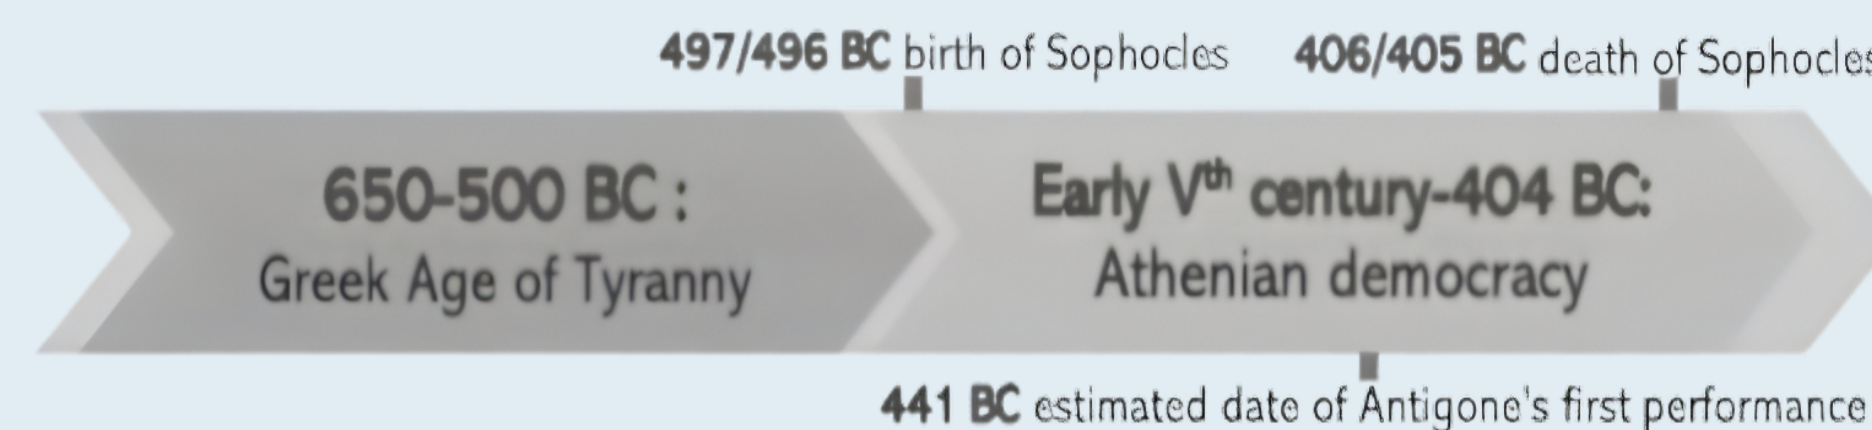 497/496 BC birth of Sophocles 406/405 BC death of Sophocles
650-500 BC :
Greek Age of Tyranny
Early Vth century-404 BC:
Athenian democracy
441 BC estimated date of Antigone's first performance